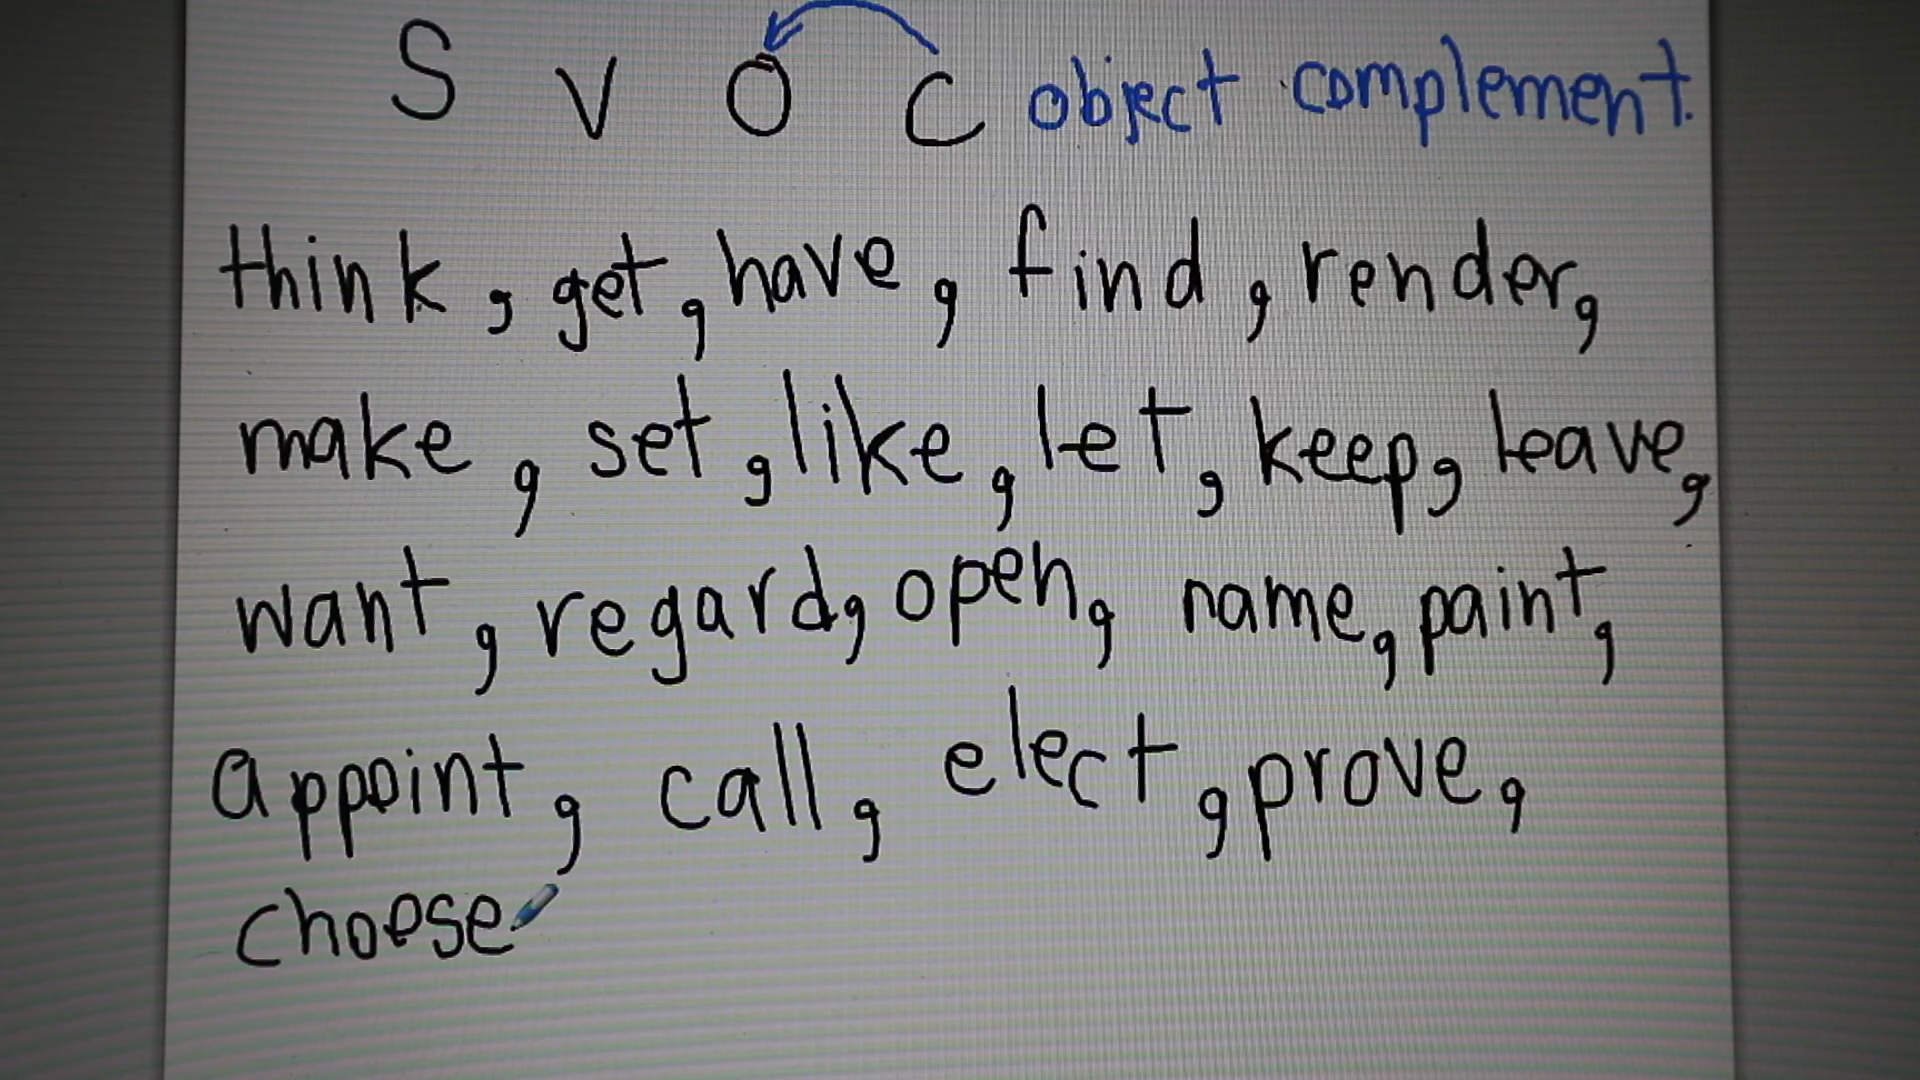 S V O C object complement.
think, get, have, find, render,
make, set, like, let, keep, leave,
want, regard, open, name, paint,
appoint, call, elect, prove,
choose